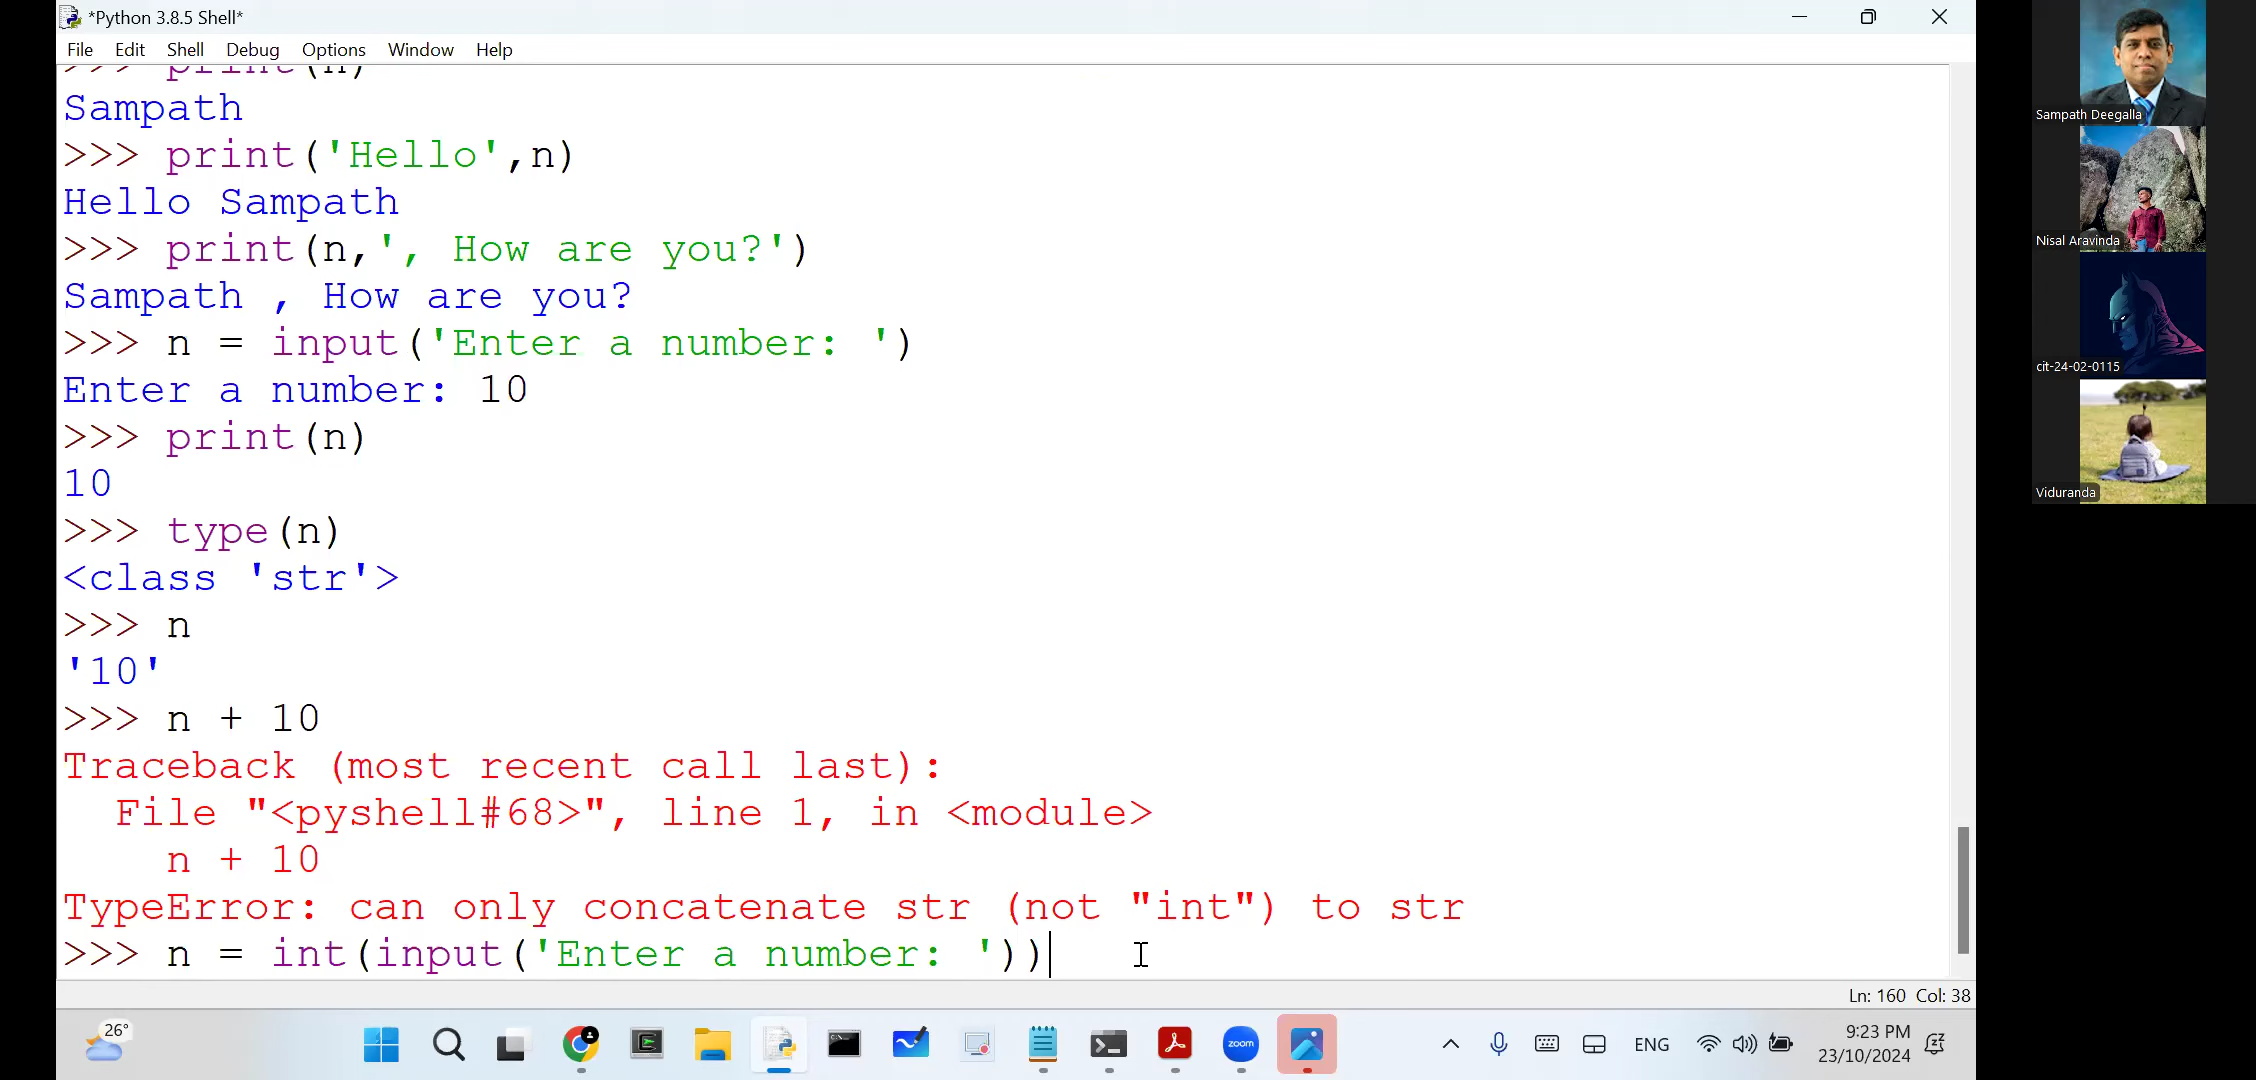 *Python 3.8.5 Shell*
File Edit Shell Debug Options Window Help
>>> print(n)
Sampath
>>> print('Hello',n)
Hello Sampath
>>> print(n,', How are you?')
Sampath , How are you?
>>> n = input('Enter a number: ')
Enter a number: 10
>>> print(n)
10
>>> type(n)
<class 'str'>
>>> n
'10'
>>> n + 10
Traceback (most recent call last):
  File "<pyshell#68>", line 1, in <module>
    n + 10
TypeError: can only concatenate str (not "int") to str
>>> n = int(input('Enter a number: '))
Ln: 160 Col: 38
26°
zoom
ENG
9:23 PM
23/10/2024
Sampath Deegalla
Nisal Aravinda
cit-24-02-0115
Viduranda